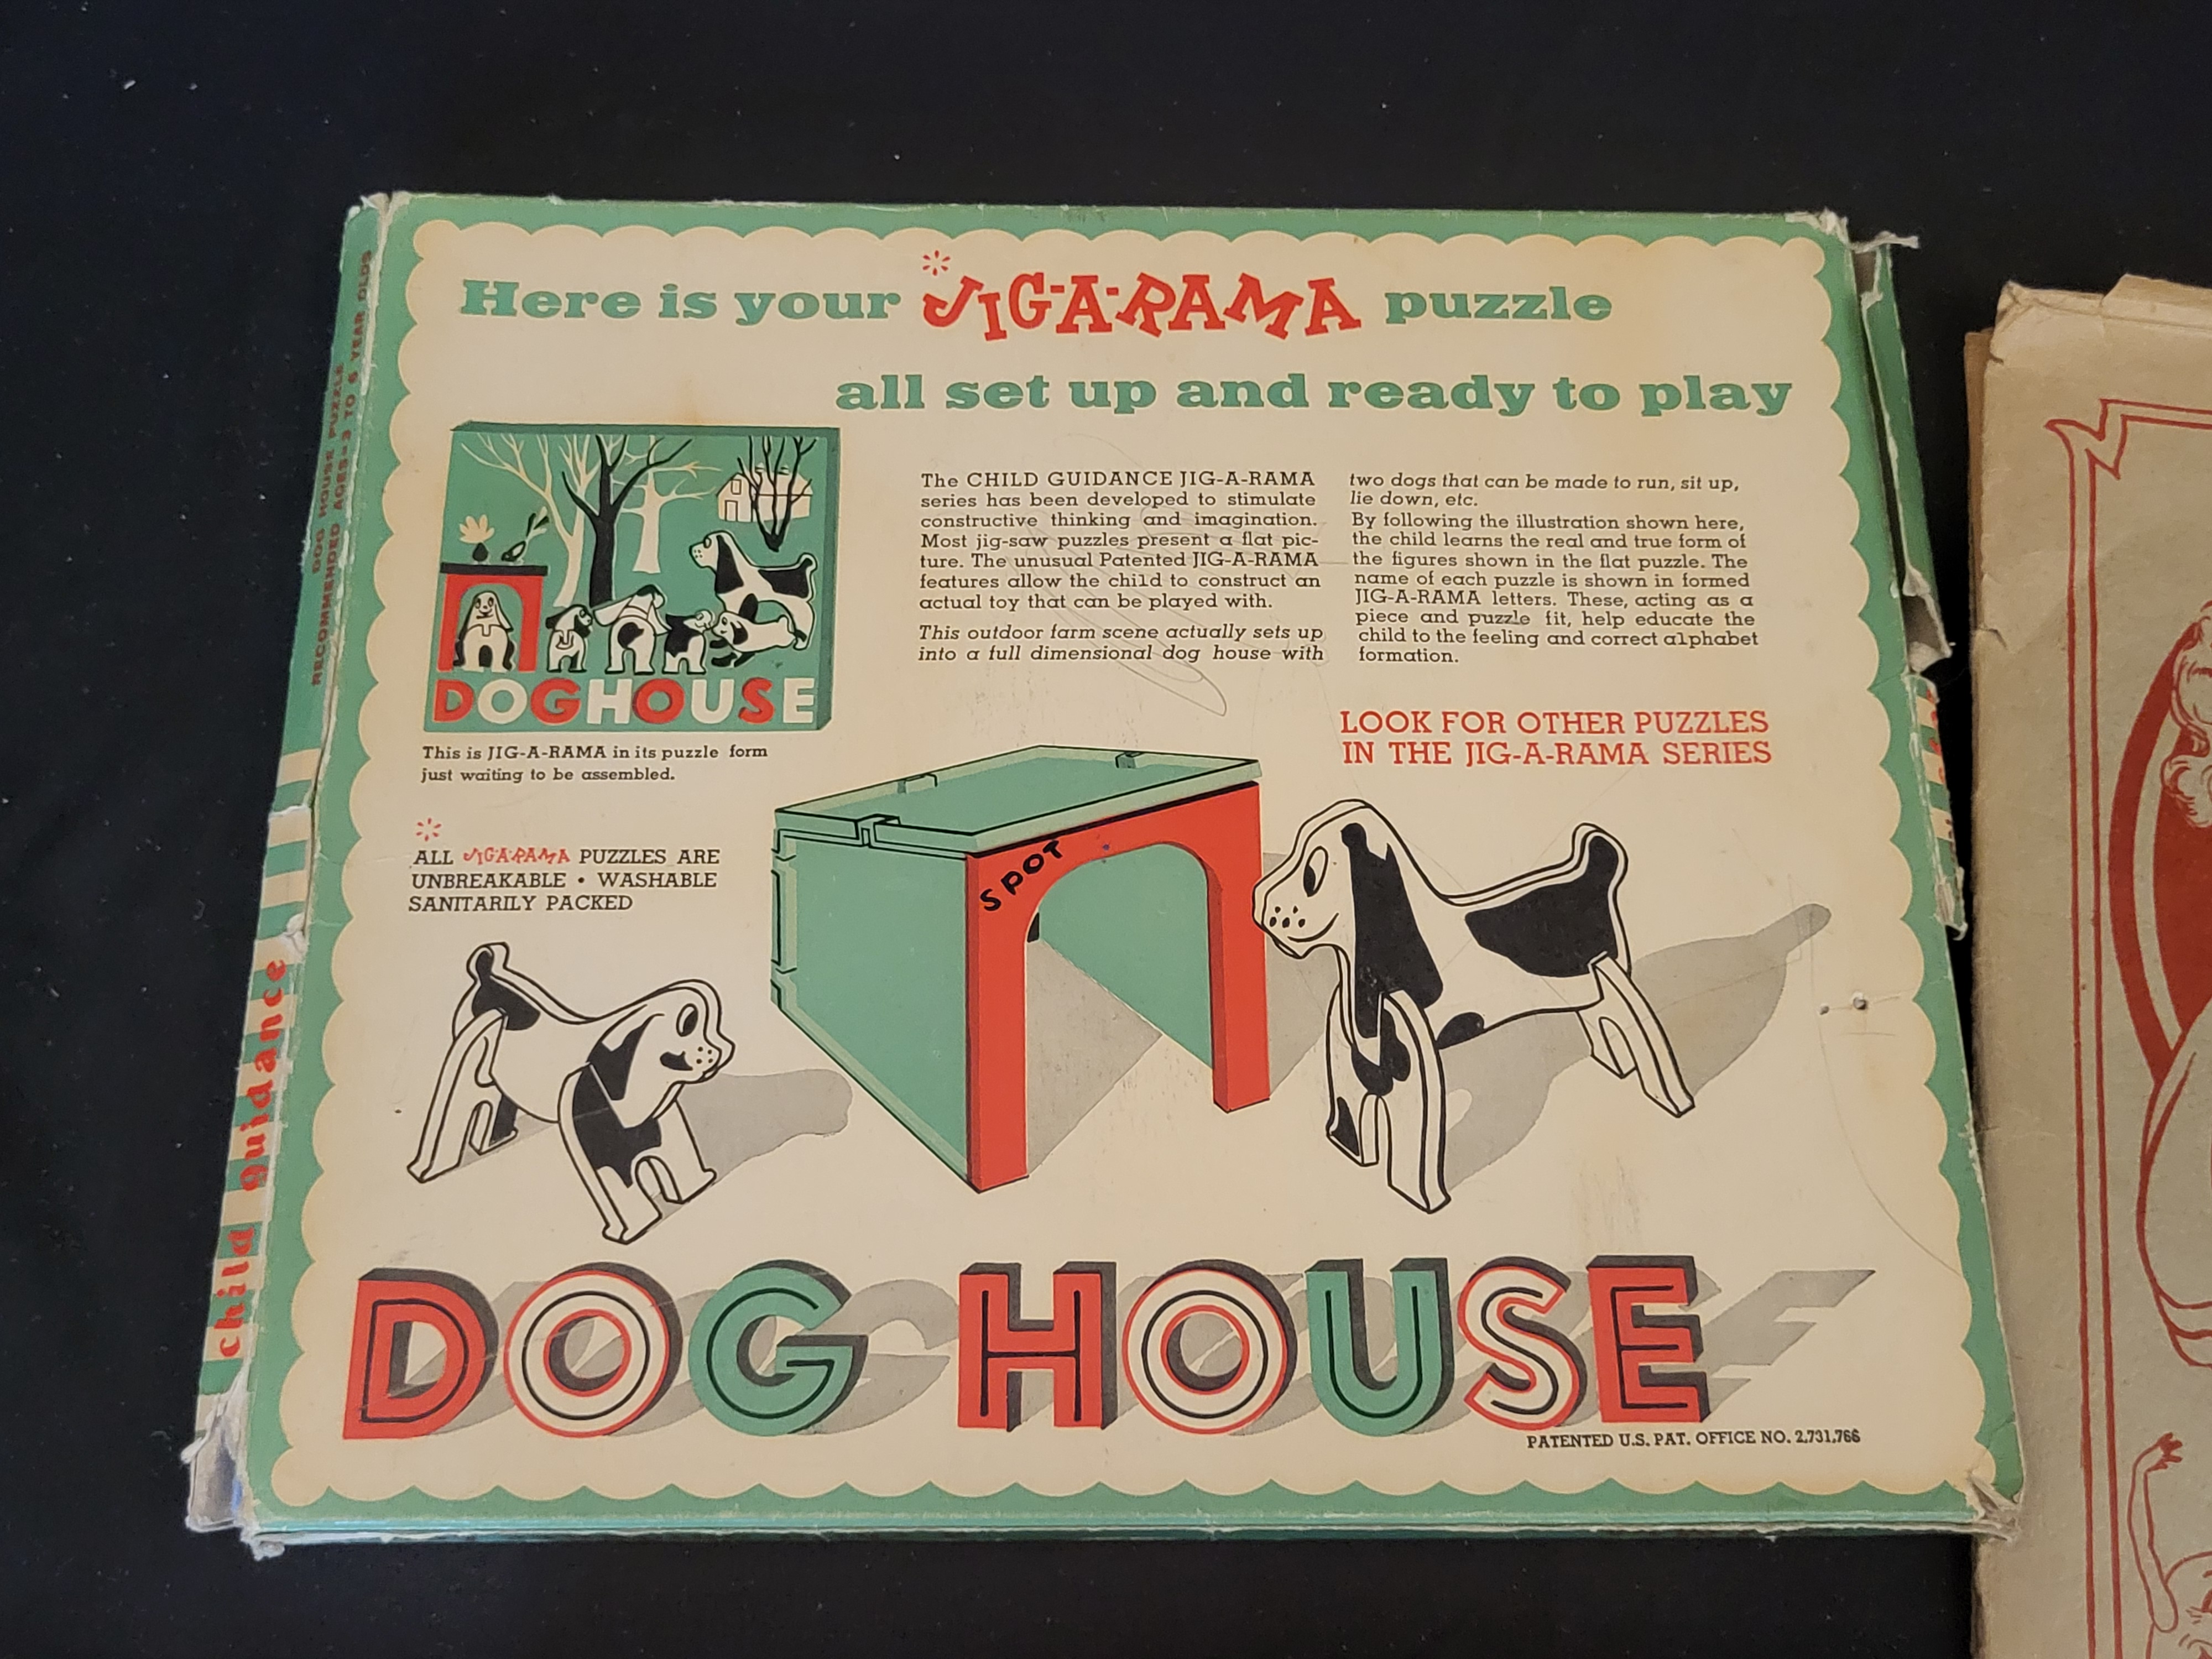 Here is your JIG-A-RAMA puzzle
all set up and ready to play
The CHILD GUIDANCE JIG-A-RAMA
series has been developed to stimulate
constructive thinking and imagination.
Most jig-saw puzzles present a flat pic-
ture. The unusual Patented JIG-A-RAMA
features allow the child to construct an
actual toy that can be played with.
This outdoor farm scene actually sets up
into a full dimensional dog house with
two dogs that can be made to run, sit up,
lie down, etc.
By following the illustration shown here,
the child learns the real and true form of
the figures shown in the flat puzzle. The
name of each puzzle is shown in formed
JIG-A-RAMA letters. These, acting as a
piece and puzzle fit, help educate the
child to the feeling and correct alphabet
formation.
DOGHOUSE
This is JIG-A-RAMA in its puzzle form
just waiting to be assembled.
LOOK FOR OTHER PUZZLES
IN THE JIG-A-RAMA SERIES
ALL JIG-A-RAMA PUZZLES ARE
UNBREAKABLE • WASHABLE
SANITARILY PACKED
SPOT
DOG HOUSE
PATENTED U.S. PAT. OFFICE NO. 2,731,766
child guidance
DOG HOUSE PUZZLE
RECOMMENDED AGES-3 TO 6 YEAR OLDS